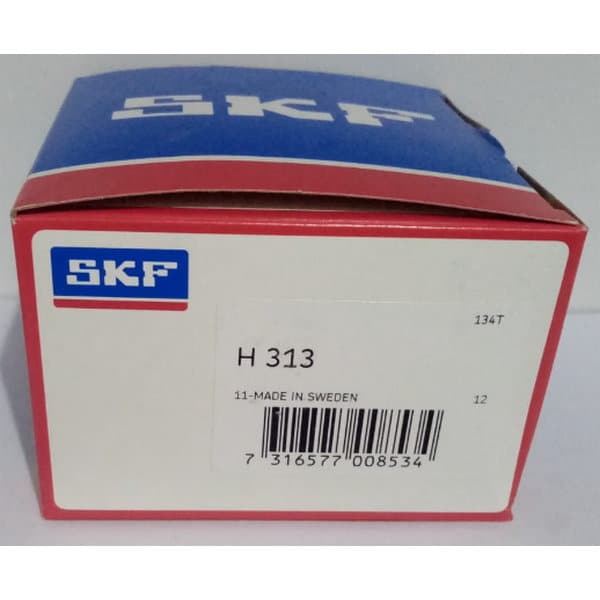 SKF
SKF
134T
H 313
11-MADE IN SWEDEN 12
7 316577 008534